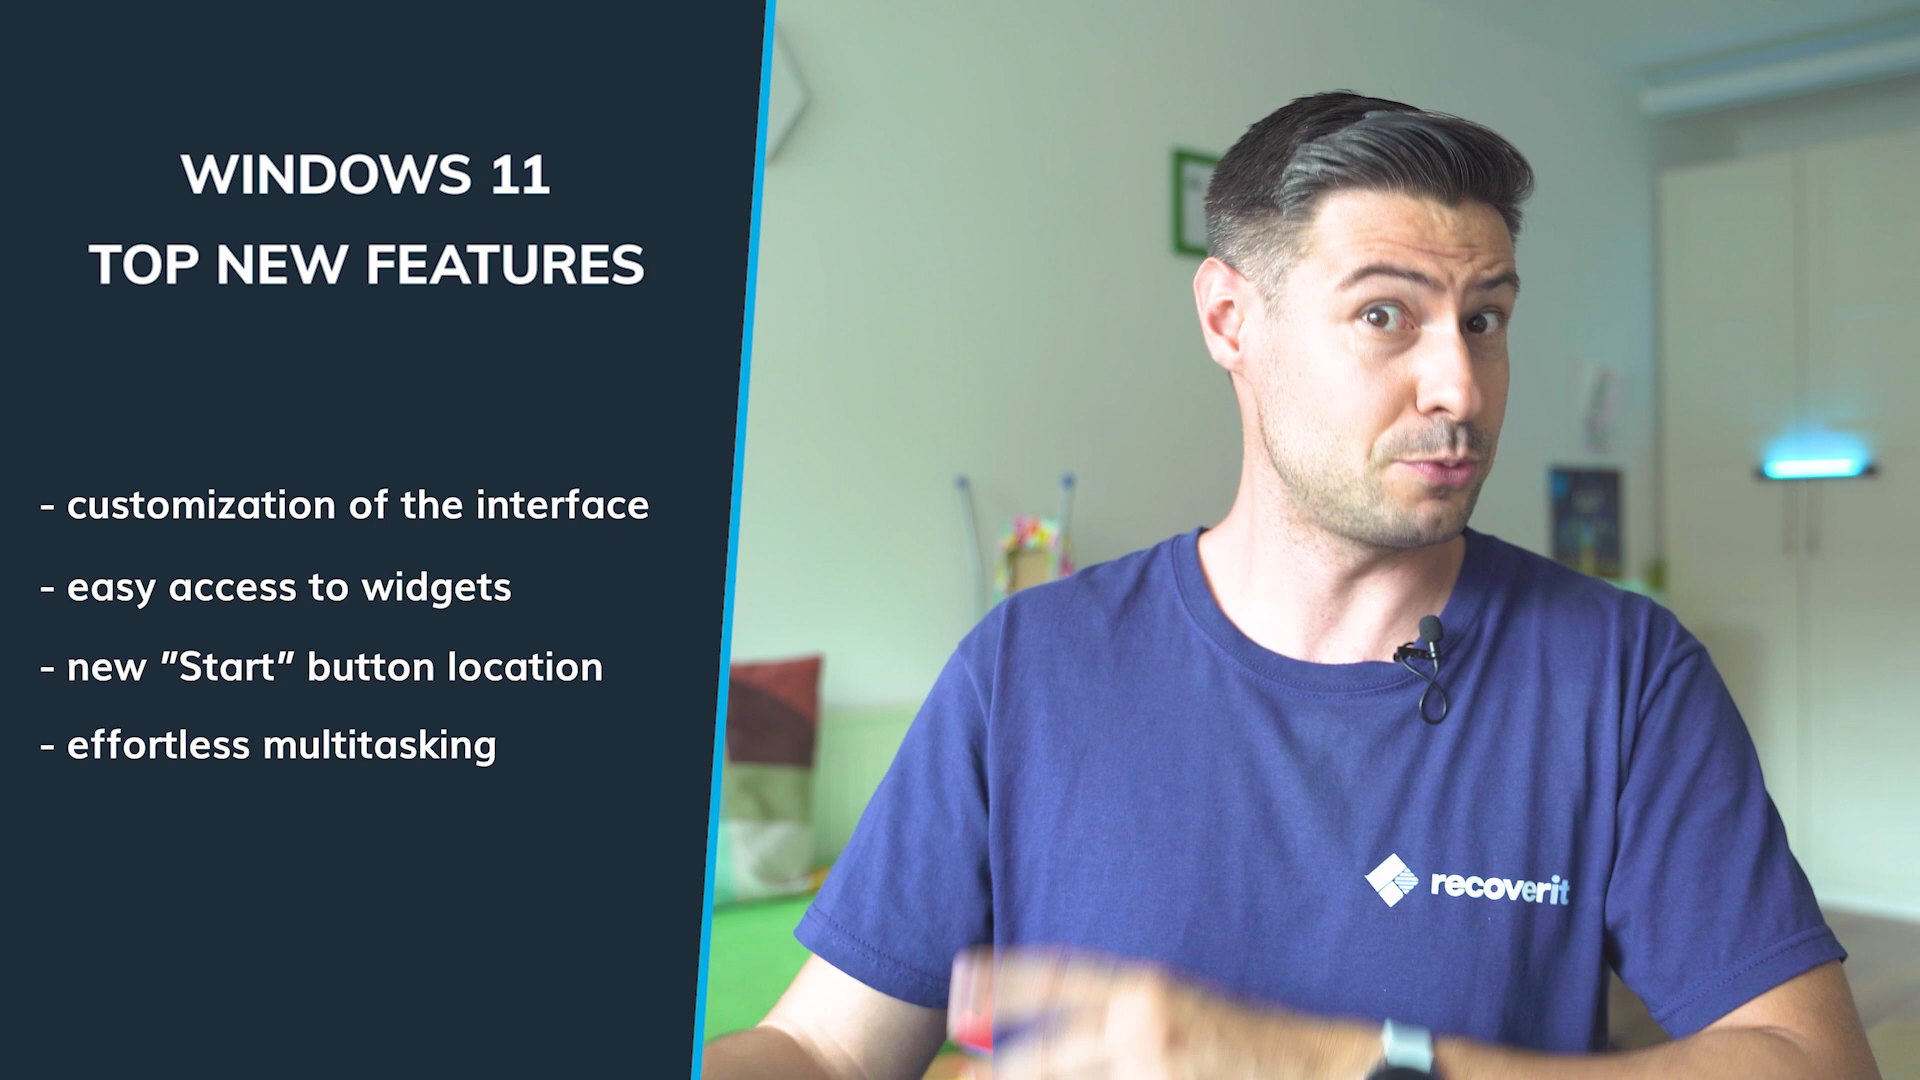 WINDOWS 11
TOP NEW FEATURES
- customization of the interface
- easy access to widgets
- new "Start" button location
- effortless multitasking
recoverit